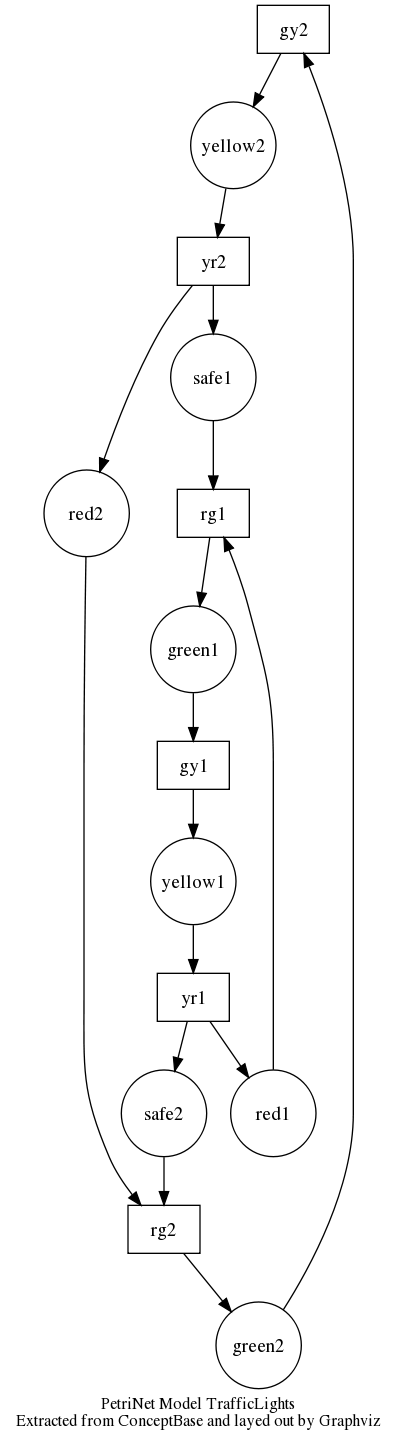 gy2
yellow2
yr2
safe1
red2
rg1
green1
gy1
yellow1
yr1
safe2
red1
rg2
green2
PetriNet Model TrafficLights
Extracted from ConceptBase and layed out by Graphviz